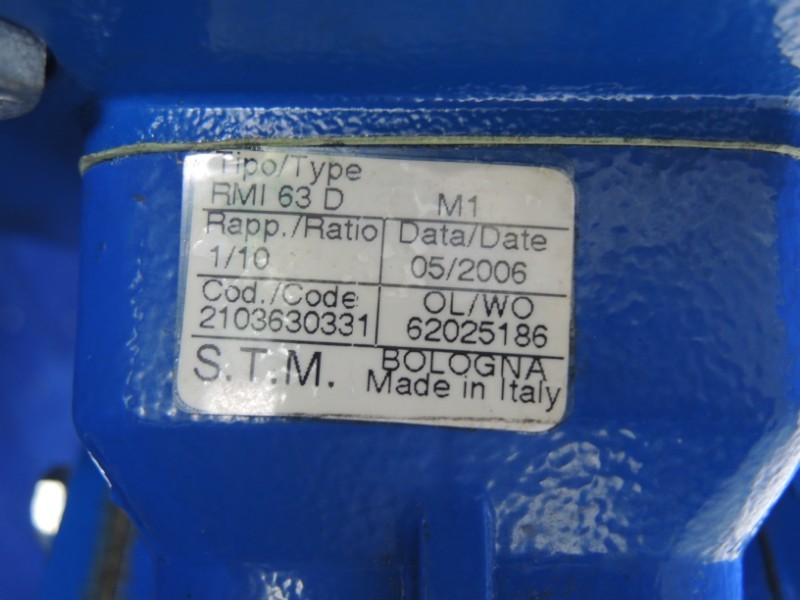 Tipo/Type
RMI 63 D M1
Rapp./Ratio Data/Date
1/10 05/2006
Cod./Code OL/WO
2103630331 62025186
S.T.M. BOLOGNA
Made in Italy